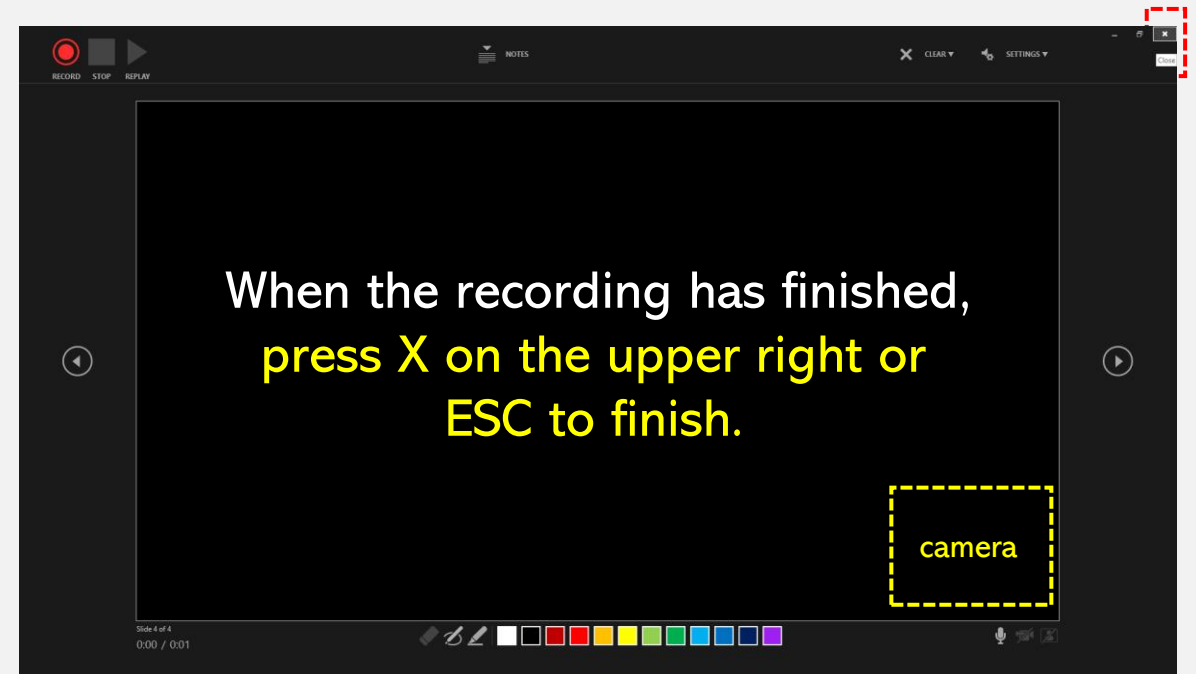 RECORD STOP REPLAY
NOTES
CLEAR
SETTINGS
Close
When the recording has finished,
press X on the upper right or
ESC to finish.
camera
Slide 4 of 4
0:00 / 0:01